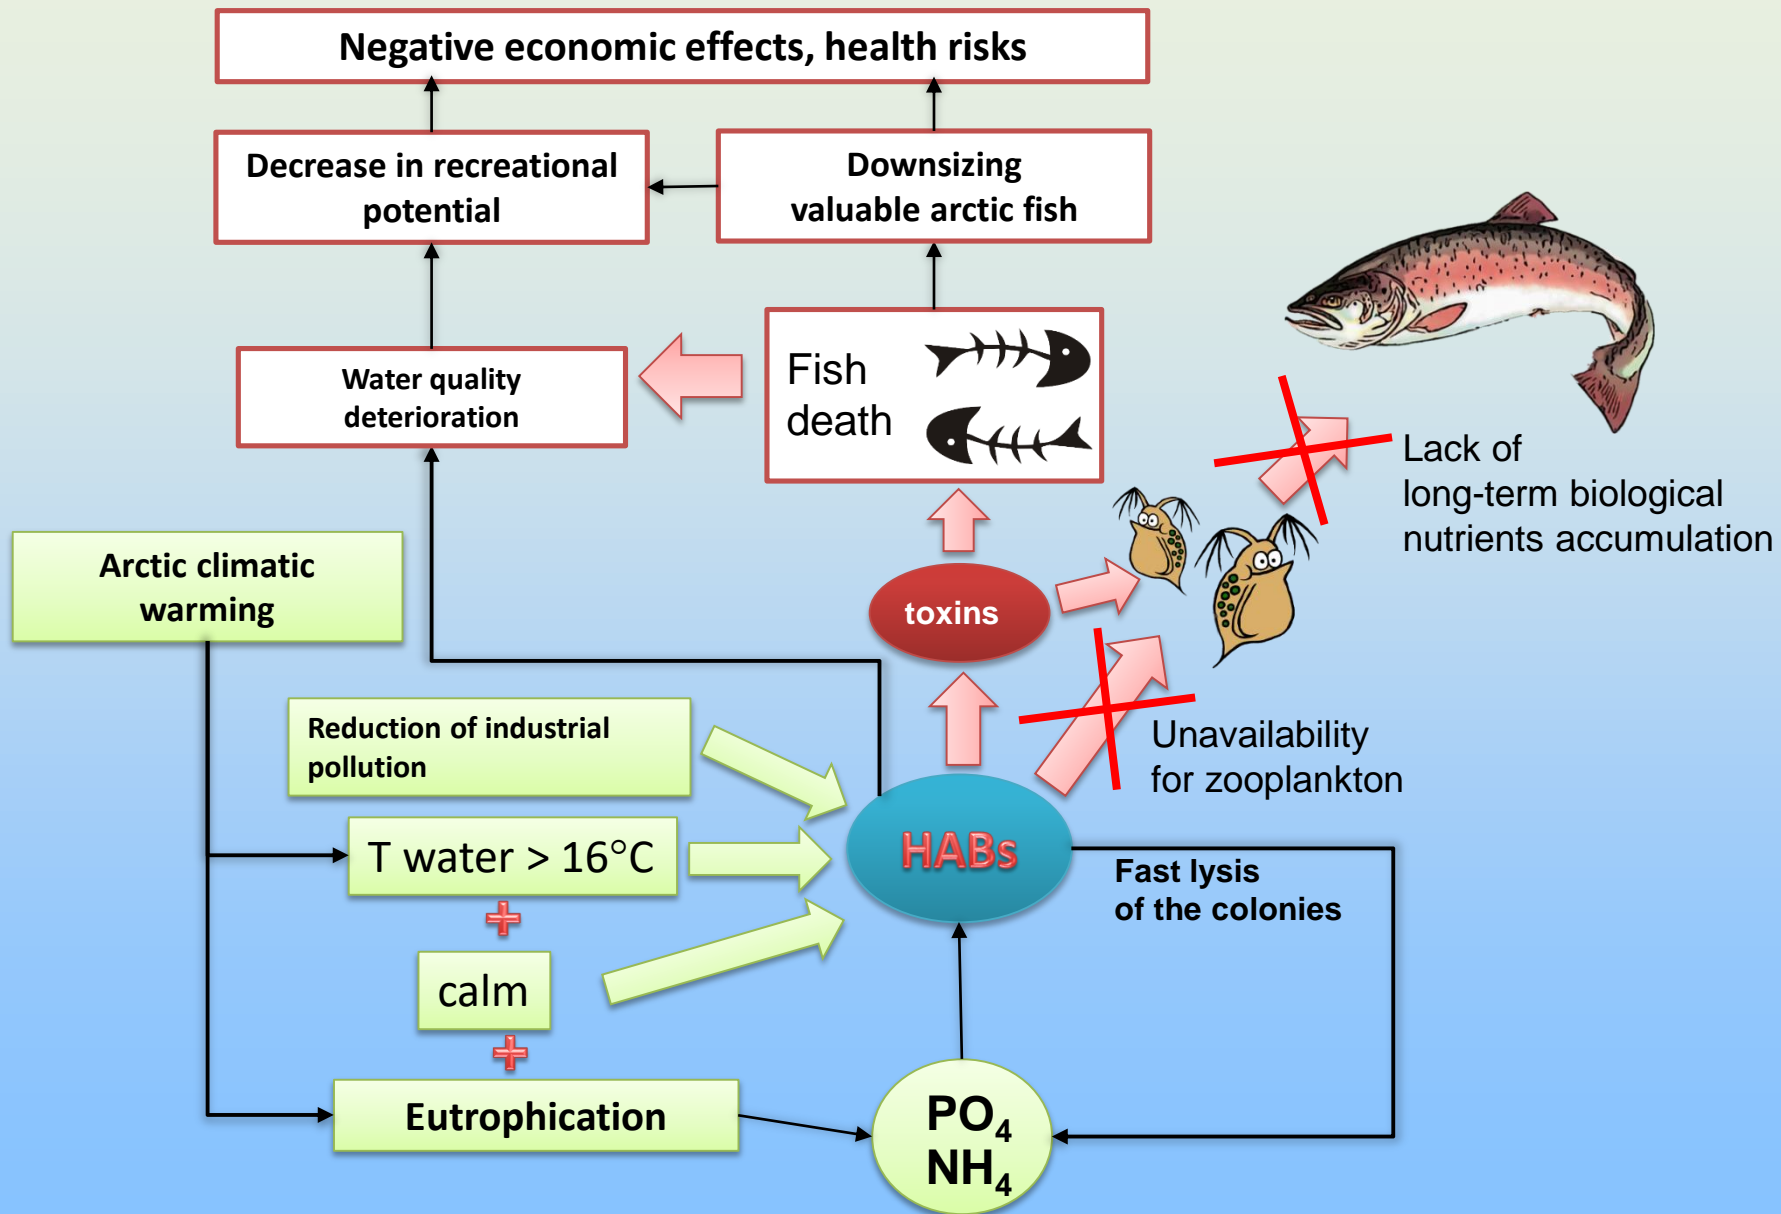 Negative economic effects, health risks
Decrease in recreational
potential
Downsizing
valuable arctic fish
Water quality
deterioration
Fish
death
Lack of
long-term biological
nutrients accumulation
Arctic climatic
warming
toxins
Reduction of industrial
pollution
Unavailability
for zooplankton
T water > 16°C
HABs
Fast lysis
of the colonies
+
calm
+
Eutrophication
PO₄
NH₄